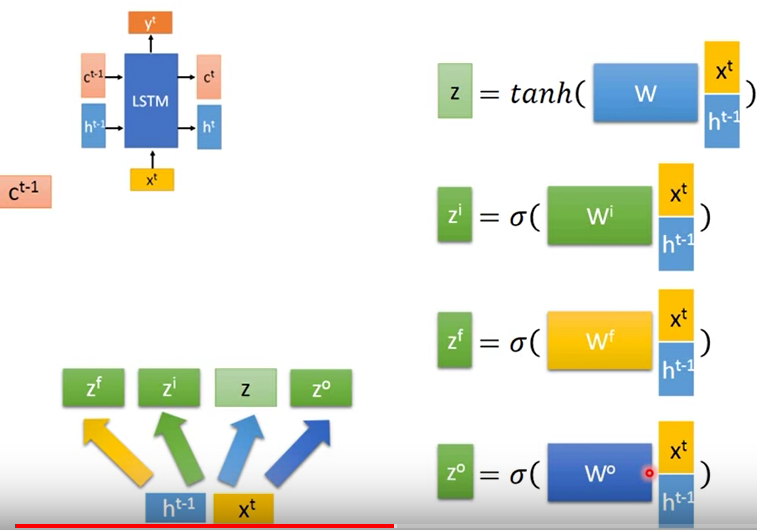 yᵗ
cᵗ⁻¹ LSTM cᵗ
hᵗ⁻¹ hᵗ
xᵗ
cᵗ⁻¹
zᶠ zⁱ z zᵒ
hᵗ⁻¹ xᵗ
z = tanh( W xᵗ hᵗ⁻¹ )
zⁱ = σ( Wⁱ xᵗ hᵗ⁻¹ )
zᶠ = σ( Wᶠ xᵗ hᵗ⁻¹ )
zᵒ = σ( Wᵒ xᵗ hᵗ⁻¹ )